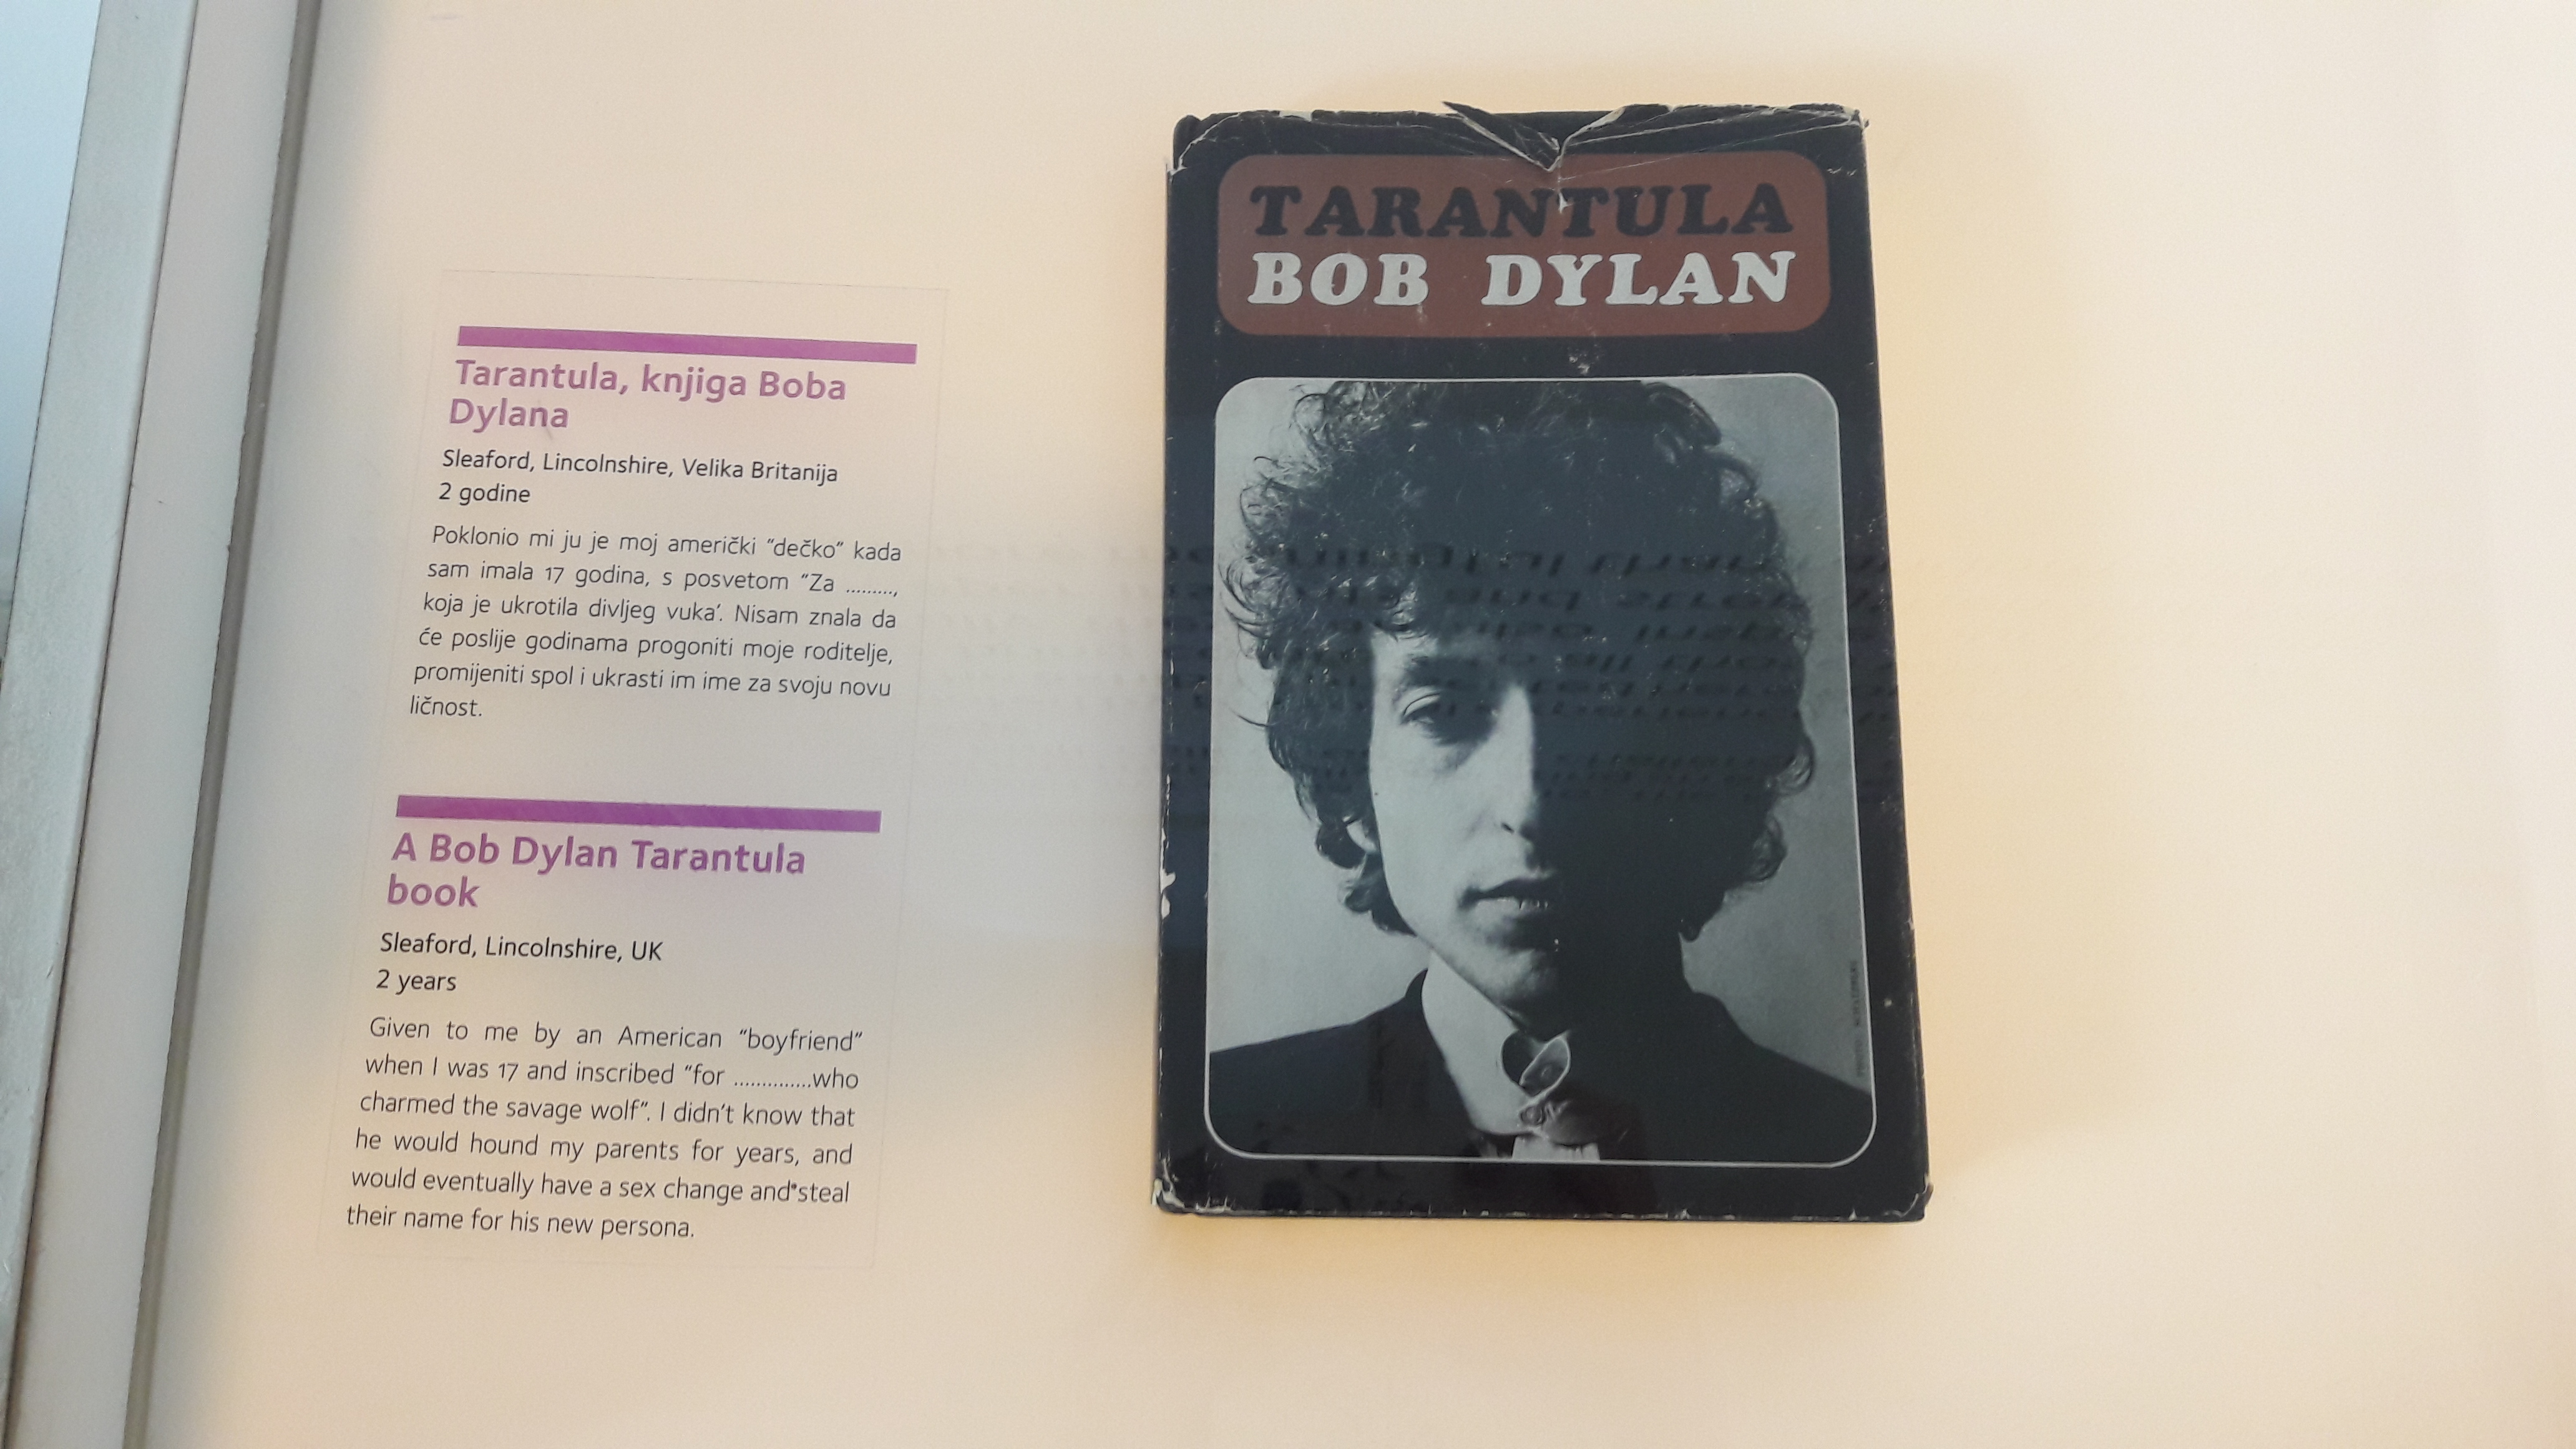 Tarantula, knjiga Boba
Dylana
Sleaford, Lincolnshire, Velika Britanija
2 godine
Poklonio mi ju je moj američki “dečko” kada
sam imala 17 godina, s posvetom “Za ........,
koja je ukrotila divljeg vuka’. Nisam znala da
će poslije godinama progoniti moje roditelje,
promijeniti spol i ukrasti im ime za svoju novu
ličnost.
A Bob Dylan Tarantula
book
Sleaford, Lincolnshire, UK
2 years
Given to me by an American “boyfriend”
when I was 17 and inscribed “for ..............who
charmed the savage wolf”. I didn’t know that
he would hound my parents for years, and
would eventually have a sex change and steal
their name for his new persona.
TARANTULA
BOB DYLAN